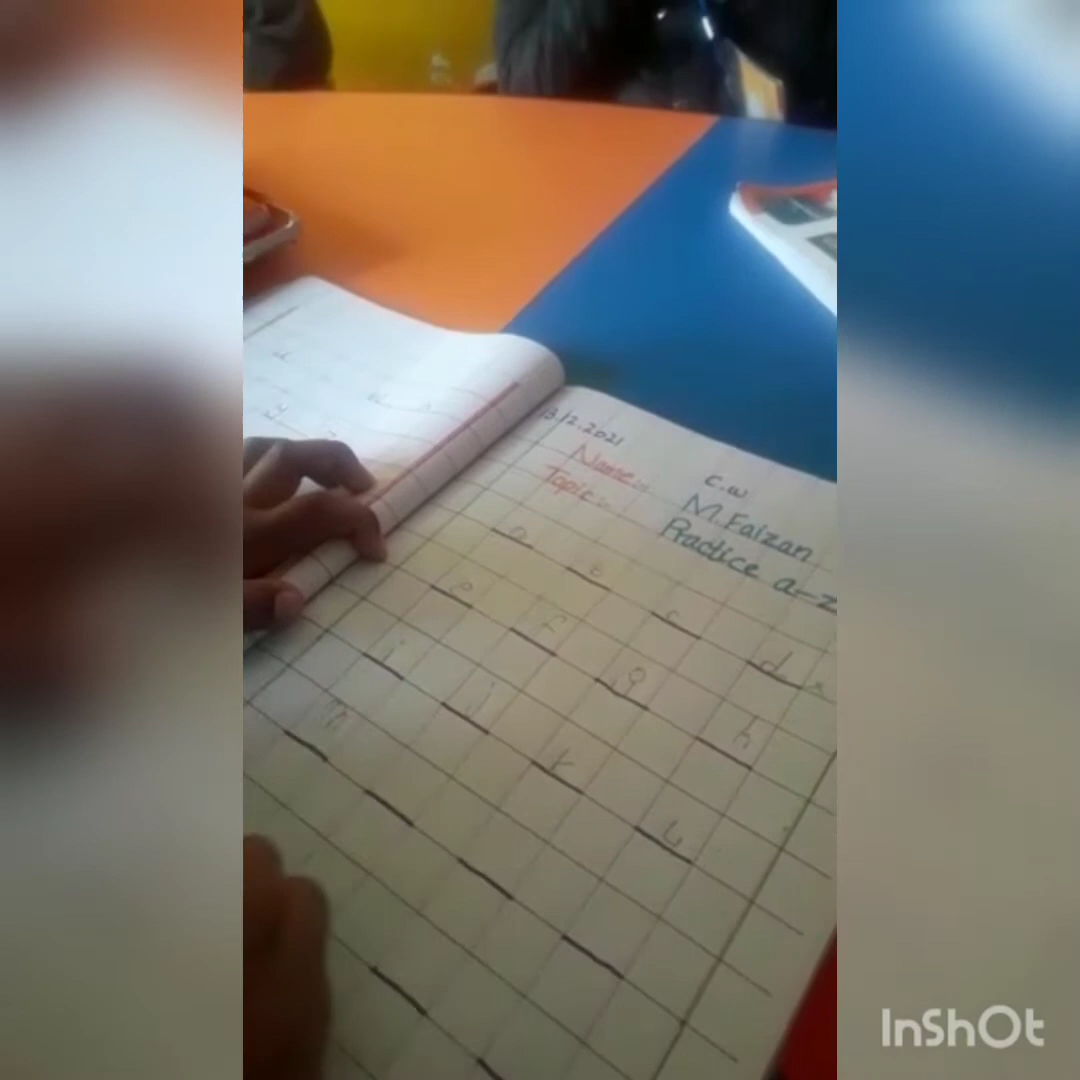 13.12.2021
C.W
Name:- M.Faizan
Topic:- Practice a-z
a b c d
e f g h
i j k L
m
InShOt